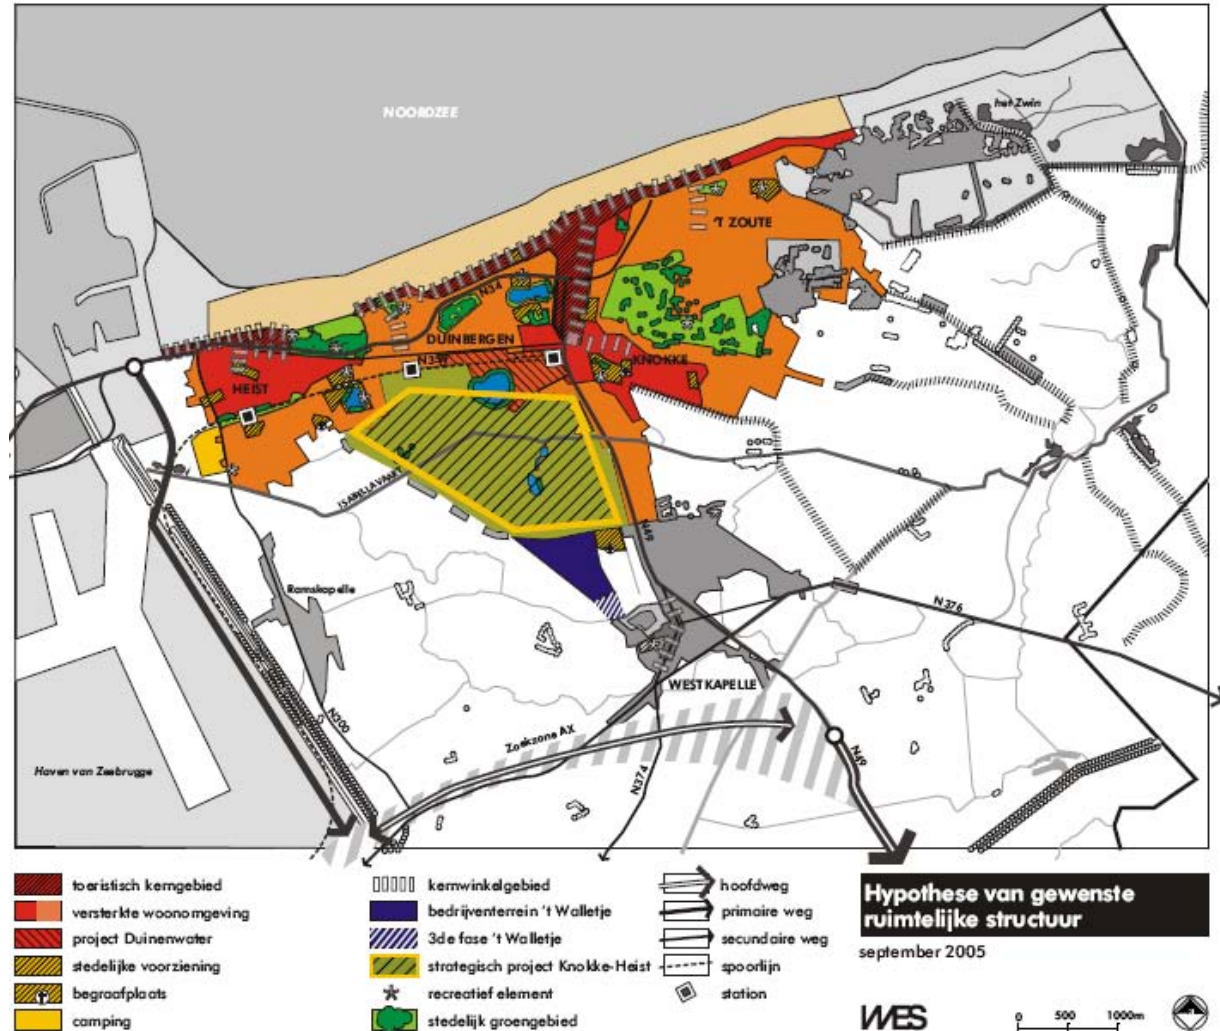 NOORDZEE
het Zwin
'T ZOUTE
N34
DUINBERGEN
KNOKKE
HEIST
ISABELLAVAART
N49
Ramskapelle
N376
WESTKAPELLE
N300
Zoekzone AX
Haven van Zeebrugge
N374
N49
toeristisch kerngebied
versterkte woonomgeving
project Duinenwater
stedelijke voorziening
begraafplaats
camping
kernwinkelgebied
bedrijventerrein 't Walletje
3de fase 't Walletje
strategisch project Knokke-Heist
recreatief element
stedelijk groengebied
hoofdweg
primaire weg
secundaire weg
spoorlijn
station
Hypothese van gewenste
ruimtelijke structuur
september 2005
WES
0 500 1000m